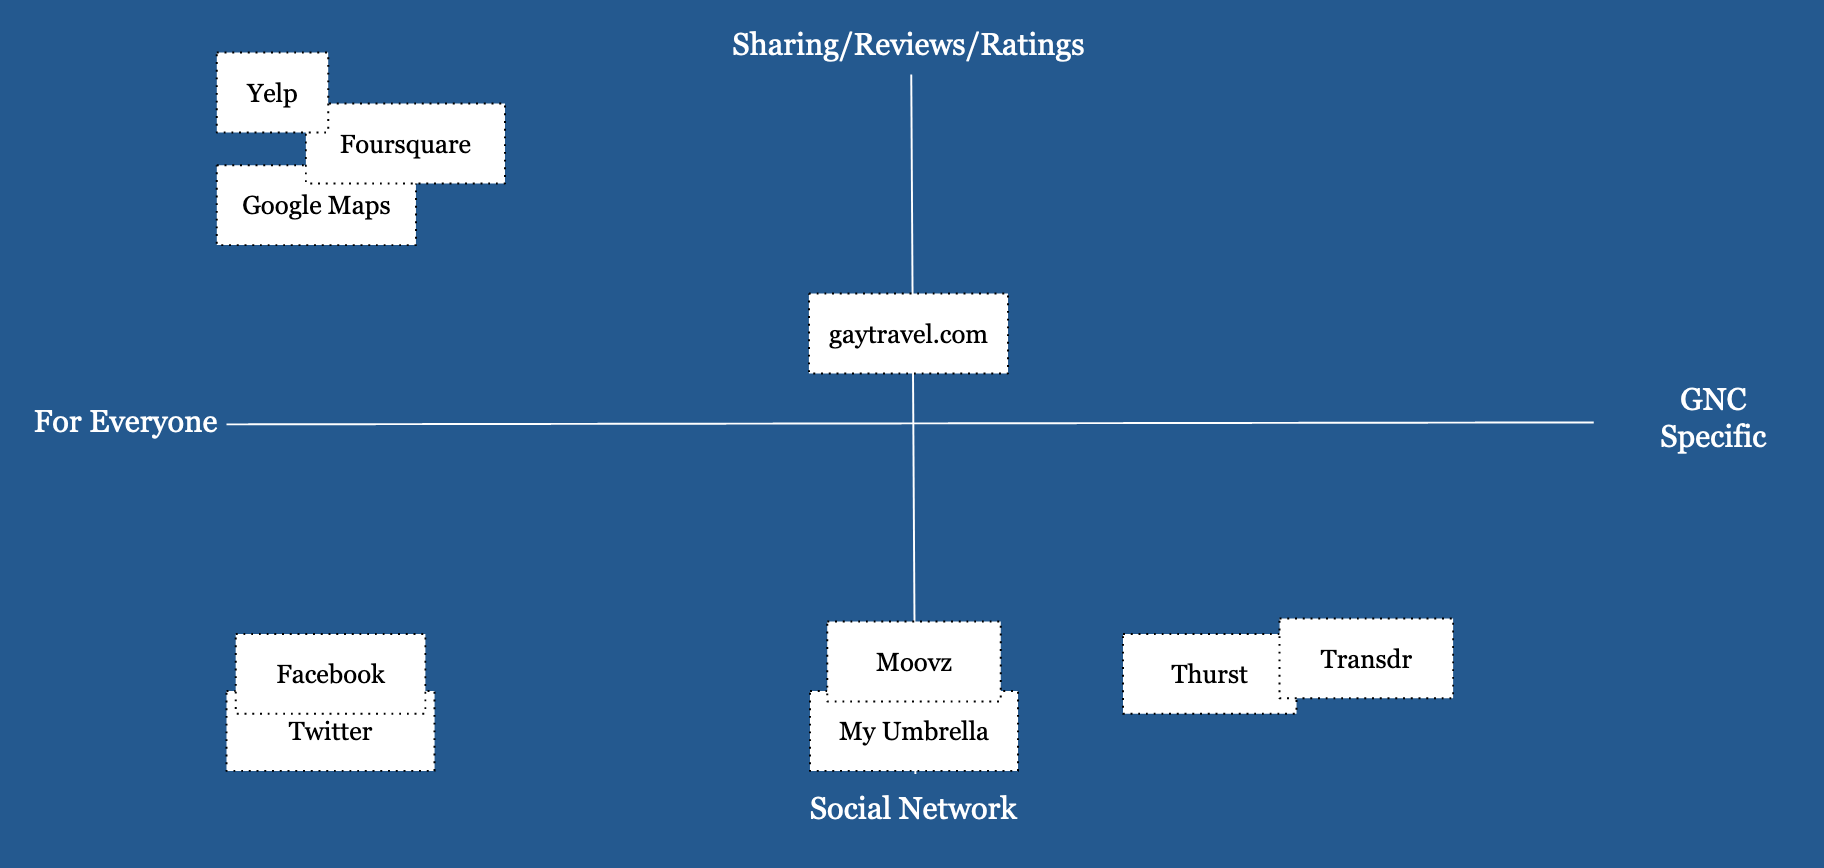 Sharing/Reviews/Ratings
Yelp
Foursquare
Google Maps
gaytravel.com
For Everyone
GNC
Specific
Facebook
Twitter
Moovz
My Umbrella
Thurst
Transdr
Social Network